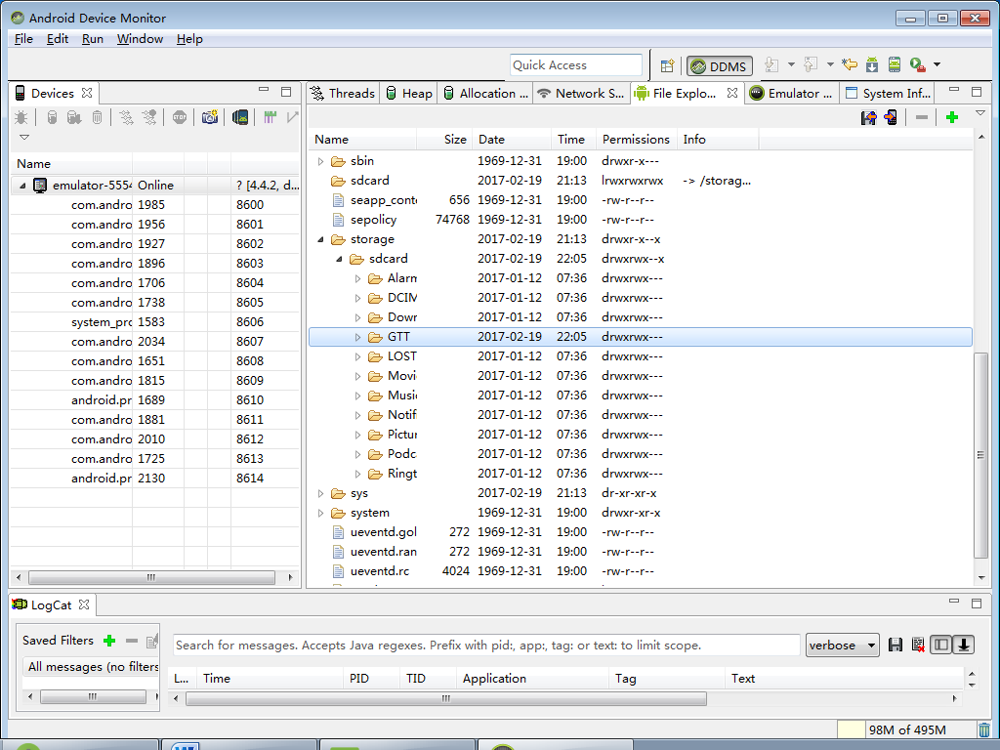 Android Device Monitor
File Edit Run Window Help
Quick Access
DDMS
Devices
Threads Heap Allocation ... Network S... File Explo... Emulator ... System Inf...
Name
emulator-5554 Online ? [4.4.2, d...
com.andro 1985 8600
com.andro 1956 8601
com.andro 1927 8602
com.andro 1896 8603
com.andro 1706 8604
com.andro 1738 8605
system_pro 1583 8606
com.andro 2034 8607
com.andro 1651 8608
com.andro 1815 8609
android.pr 1689 8610
com.andro 1881 8611
com.andro 2010 8612
com.andro 1725 8613
android.pr 2130 8614
Name Size Date Time Permissions Info
sbin 1969-12-31 19:00 drwxr-x---
sdcard 2017-02-19 21:13 lrwxrwxrwx -> /storag...
seapp_conte 656 1969-12-31 19:00 -rw-r--r--
sepolicy 74768 1969-12-31 19:00 -rw-r--r--
storage 2017-02-19 21:13 drwxr-x--x
sdcard 2017-02-19 22:05 drwxrwx--x
Alarm 2017-01-12 07:36 drwxrwx---
DCIM 2017-01-12 07:36 drwxrwx---
Down 2017-01-12 07:36 drwxrwx---
GTT 2017-02-19 22:05 drwxrwx---
LOST 2017-01-12 07:36 drwxrwx---
Movi 2017-01-12 07:36 drwxrwx---
Music 2017-01-12 07:36 drwxrwx---
Notif 2017-01-12 07:36 drwxrwx---
Pictur 2017-01-12 07:36 drwxrwx---
Podc 2017-01-12 07:36 drwxrwx---
Ringt 2017-01-12 07:36 drwxrwx---
sys 2017-02-19 21:13 dr-xr-xr-x
system 1969-12-31 19:00 drwxr-xr-x
ueventd.gol 272 1969-12-31 19:00 -rw-r--r--
ueventd.ran 272 1969-12-31 19:00 -rw-r--r--
ueventd.rc 4024 1969-12-31 19:00 -rw-r--r--
LogCat
Saved Filters
All messages (no filters
Search for messages. Accepts Java regexes. Prefix with pid:, app:, tag: or text: to limit scope.
verbose
L... Time PID TID Application Tag Text
98M of 495M